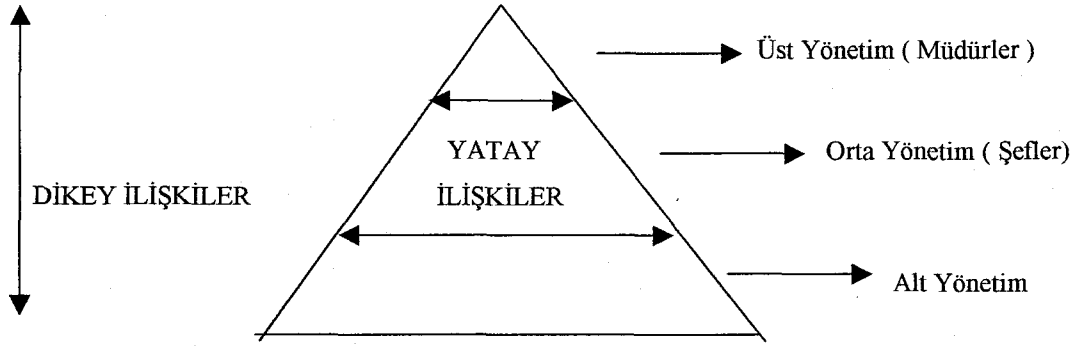 Üst Yönetim ( Müdürler )
YATAY
Orta Yönetim ( Şefler)
DİKEY İLİŞKİLER
İLİŞKİLER
Alt Yönetim